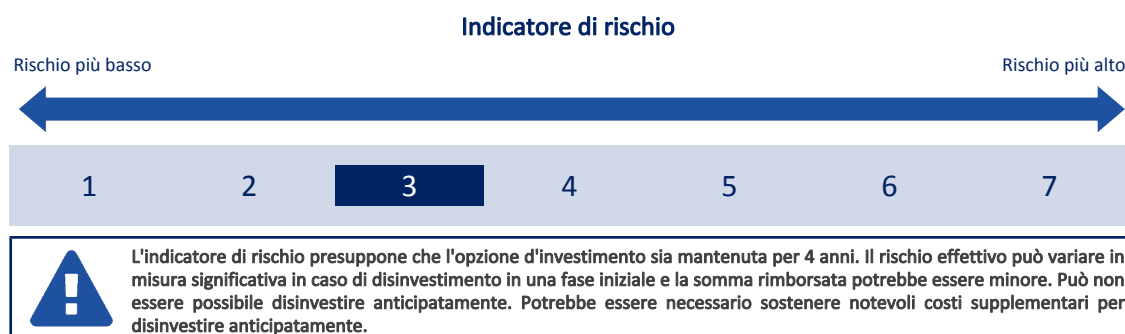 Indicatore di rischio
Rischio più basso
Rischio più alto
1 2 3 4 5 6 7
L'indicatore di rischio presuppone che l'opzione d'investimento sia mantenuta per 4 anni. Il rischio effettivo può variare in
misura significativa in caso di disinvestimento in una fase iniziale e la somma rimborsata potrebbe essere minore. Può non
essere possibile disinvestire anticipatamente. Potrebbe essere necessario sostenere notevoli costi supplementari per
disinvestire anticipatamente.